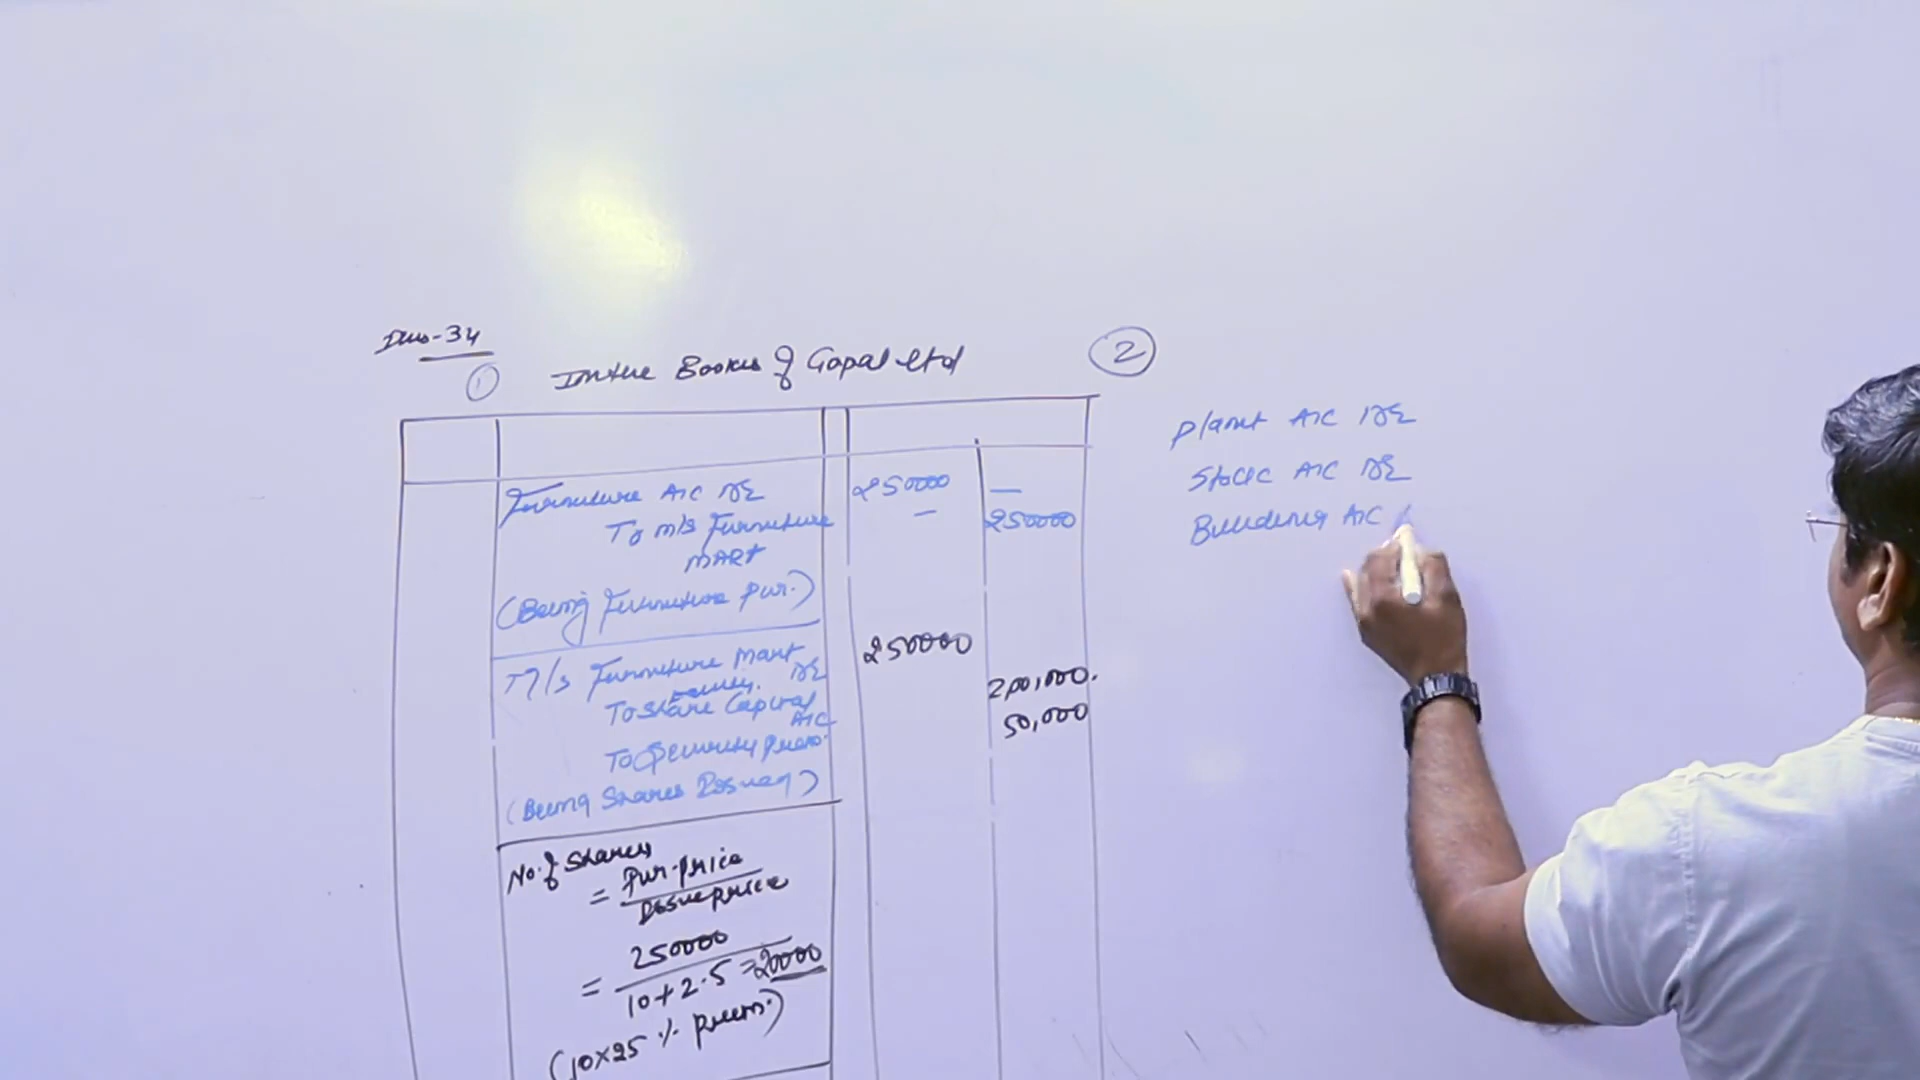 Illus-34
①
In the Books of Gopal Ltd
Furniture A/C Dr
250000
—
To M/s Furniture
—
250000
MART
(Being Furniture Pur.)
M/s Furniture Mart
Dr
250000
To Share Capital
A/C
200,000.
To Security Prem.
50,000
(Being Shares Issued)
No. of Shares
= Pur. price
Issue price
= 250000
10+2.5 = 20000
(10×25 % prem.)
②
Plant A/C Dr
Stock A/C Dr
Building A/C